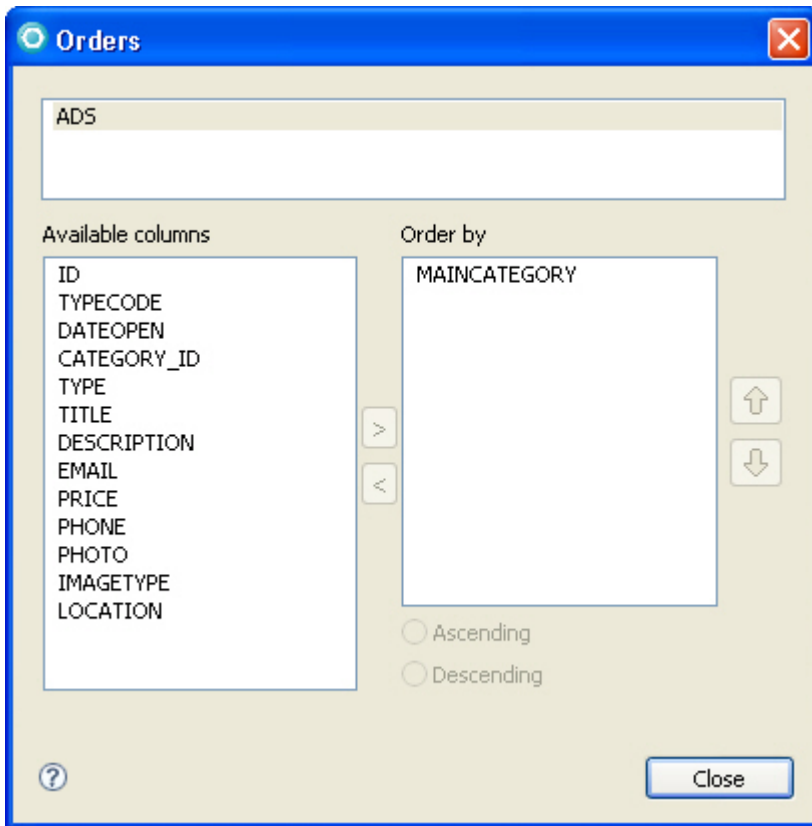 Orders
ADS
Available columns
ID
TYPECODE
DATEOPEN
CATEGORY_ID
TYPE
TITLE
DESCRIPTION
EMAIL
PRICE
PHONE
PHOTO
IMAGETYPE
LOCATION
>
<
Order by
MAINCATEGORY
Ascending
Descending
?
Close